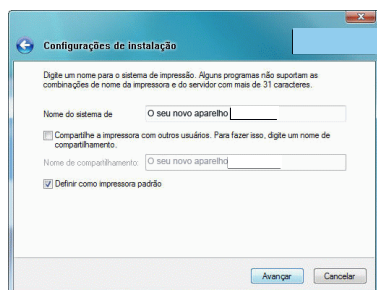 Configurações de instalação
Digite um nome para o sistema de impressão. Alguns programas não suportam as
combinações de nome da impressora e do servidor com mais de 31 caracteres.
Nome do sistema de
O seu novo aparelho
Compartilhe a impressora com outros usuários. Para fazer isso, digite um nome de
compartilhamento.
Nome de compartilhamento:
O seu novo aparelho
Definir como impressora padrão
Avançar
Cancelar